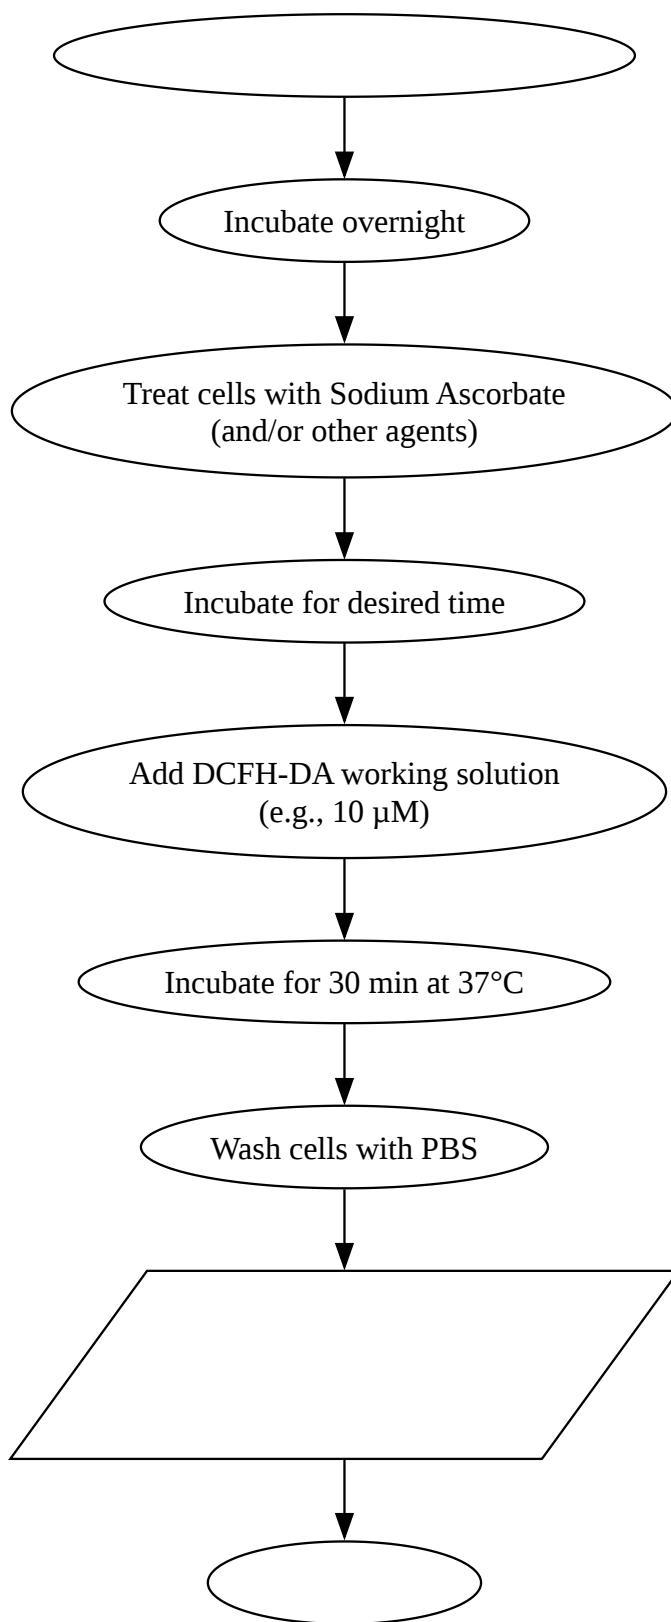 Incubate overnight
Treat cells with Sodium Ascorbate
(and/or other agents)
Incubate for desired time
Add DCFH-DA working solution
(e.g., 10 µM)
Incubate for 30 min at 37°C
Wash cells with PBS